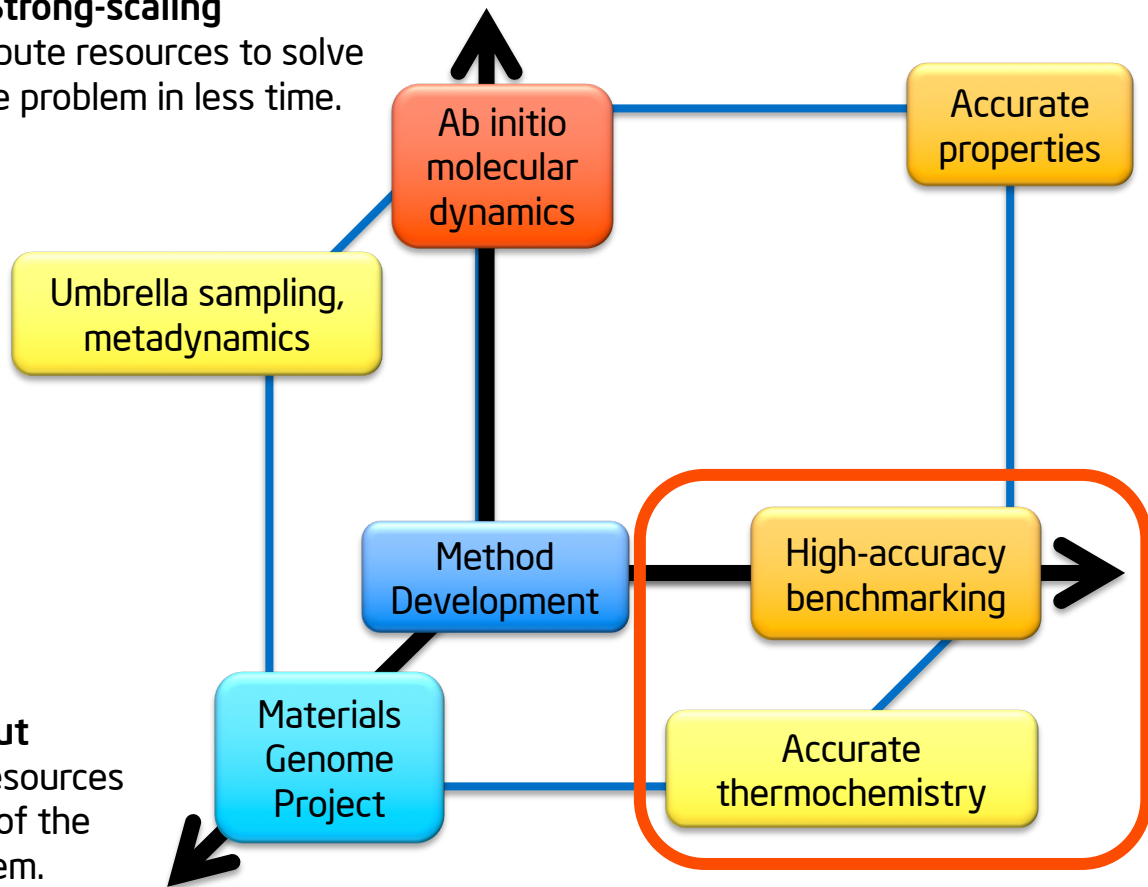 Strong-scaling
pute resources to solve
e problem in less time.
Ab initio
molecular
dynamics
Accurate
properties
Umbrella sampling,
metadynamics
Method
Development
High-accuracy
benchmarking
Materials
Genome
Project
Accurate
thermochemistry
ut
esources
of the
em.